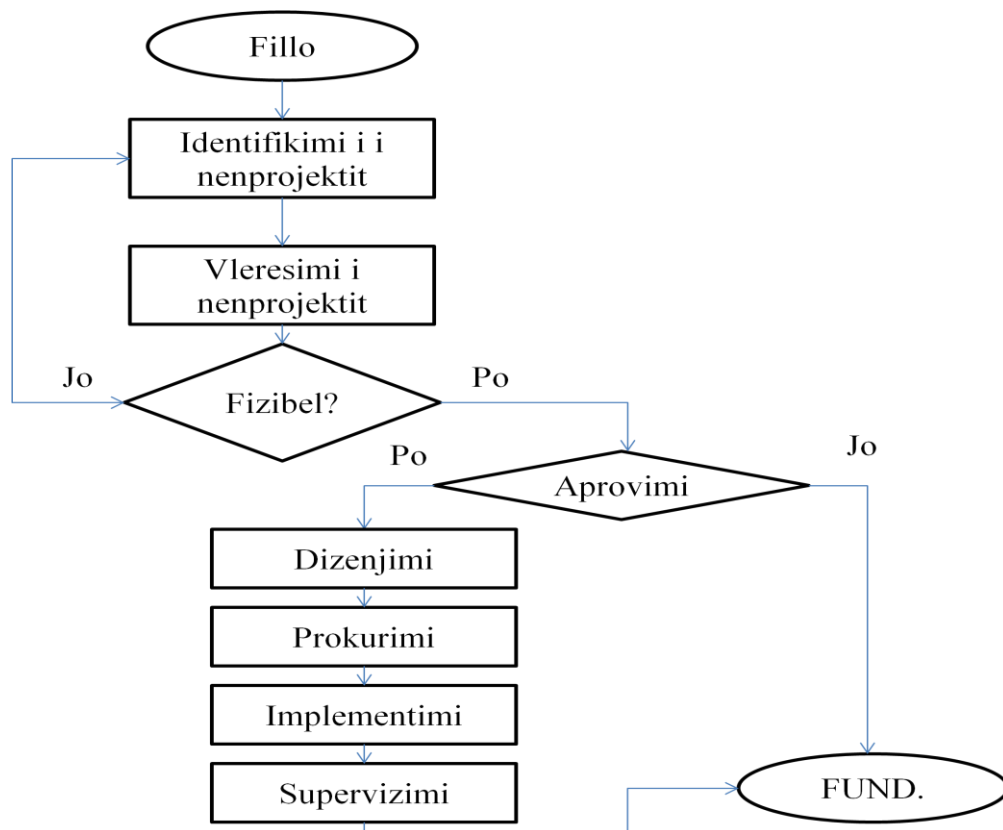 Fillo
Identifikimi i i
nenprojektit
Vleresimi i
nenprojektit
Jo
Fizibel?
Po
Po
Aprovimi
Jo
Dizenjimi
Prokurimi
Implementimi
Supervizimi
FUND.